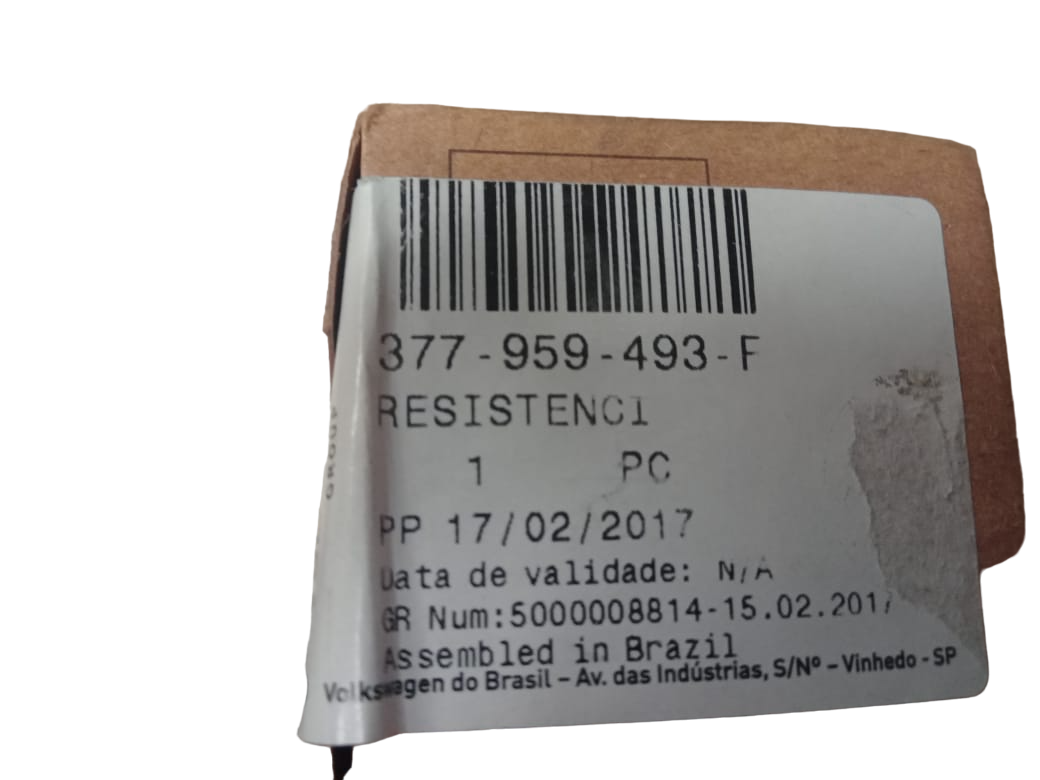 377-959-493-F
RESISTENCI
1 PC
PP 17/02/2017
Data de validade: N/A
GR Num:5000008814-15.02.2017
Assembled in Brazil
Volkswagen do Brasil – Av. das Indústrias, S/Nº – Vinhedo - SP
GROUP